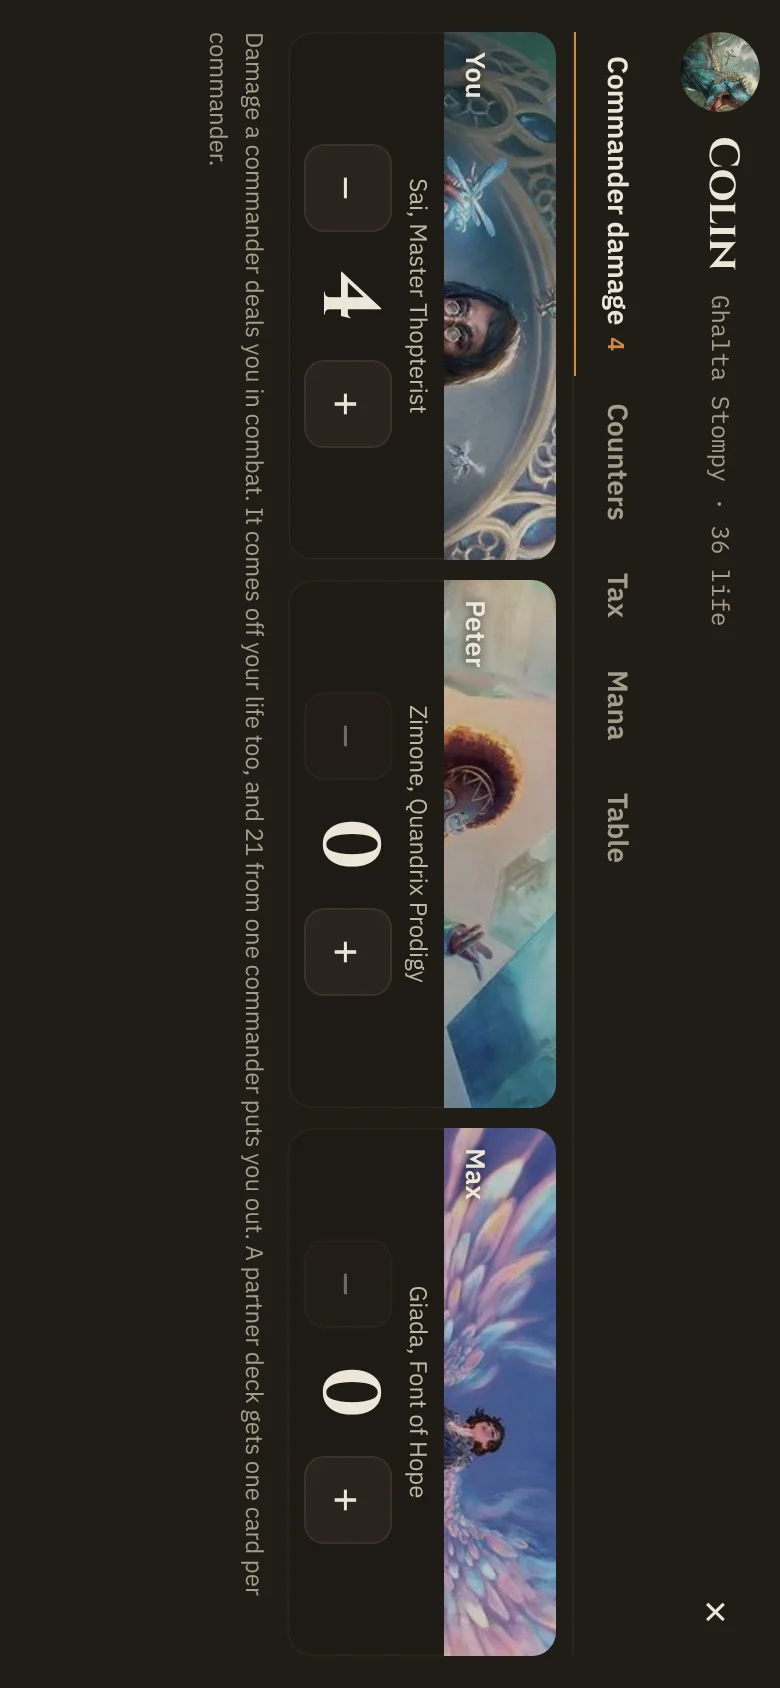 COLIN Ghalta Stompy · 36 life
×
Commander damage 4 Counters Tax Mana Table
You
Sai, Master Thopterist
− 4 +
Peter
Zimone, Quandrix Prodigy
− 0 +
Max
Giada, Font of Hope
− 0 +
Damage a commander deals you in combat. It comes off your life too, and 21 from one commander puts you out. A partner deck gets one card per
commander.